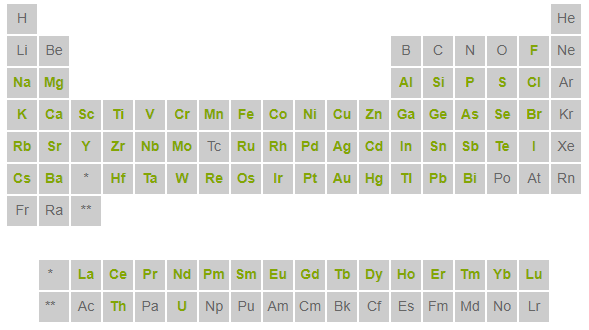 H He
Li Be B C N O F Ne
Na Mg Al Si P S Cl Ar
K Ca Sc Ti V Cr Mn Fe Co Ni Cu Zn Ga Ge As Se Br Kr
Rb Sr Y Zr Nb Mo Tc Ru Rh Pd Ag Cd In Sn Sb Te I Xe
Cs Ba * Hf Ta W Re Os Ir Pt Au Hg Tl Pb Bi Po At Rn
Fr Ra **
* La Ce Pr Nd Pm Sm Eu Gd Tb Dy Ho Er Tm Yb Lu
** Ac Th Pa U Np Pu Am Cm Bk Cf Es Fm Md No Lr